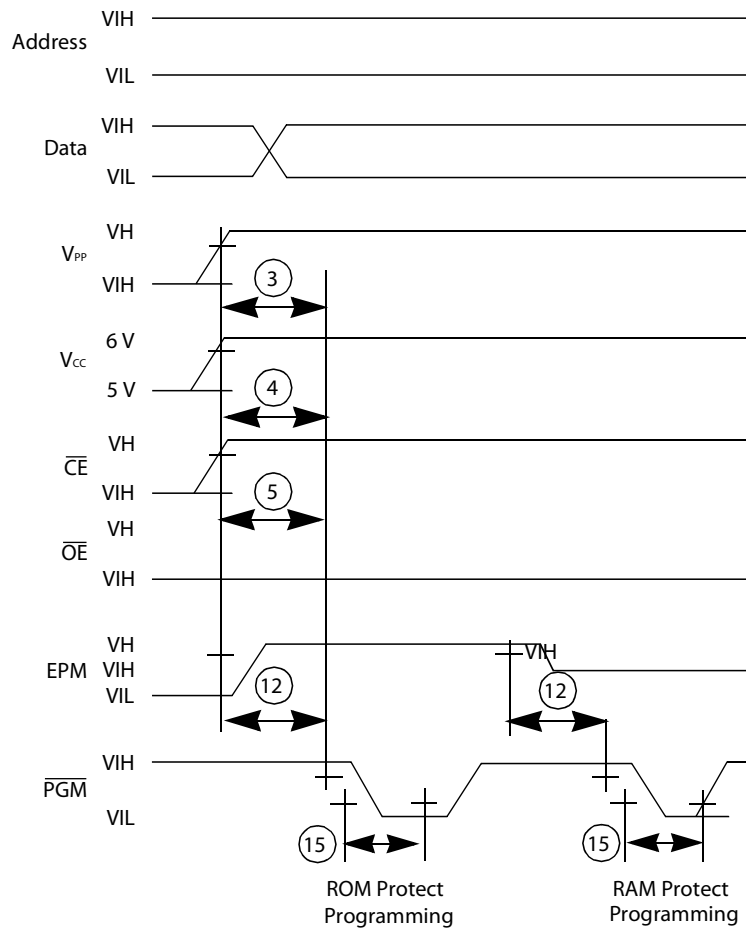 VIH
Address
VIL
VIH
Data
VIL
VH
VPP
VIH
3
6 V
VCC
5 V
4
VH
CE
VIH
5
VH
OE
VIH
VH
VIH
EPM
VIH
VIL
12
12
VIH
PGM
VIL
15
15
ROM Protect
Programming
RAM Protect
Programming